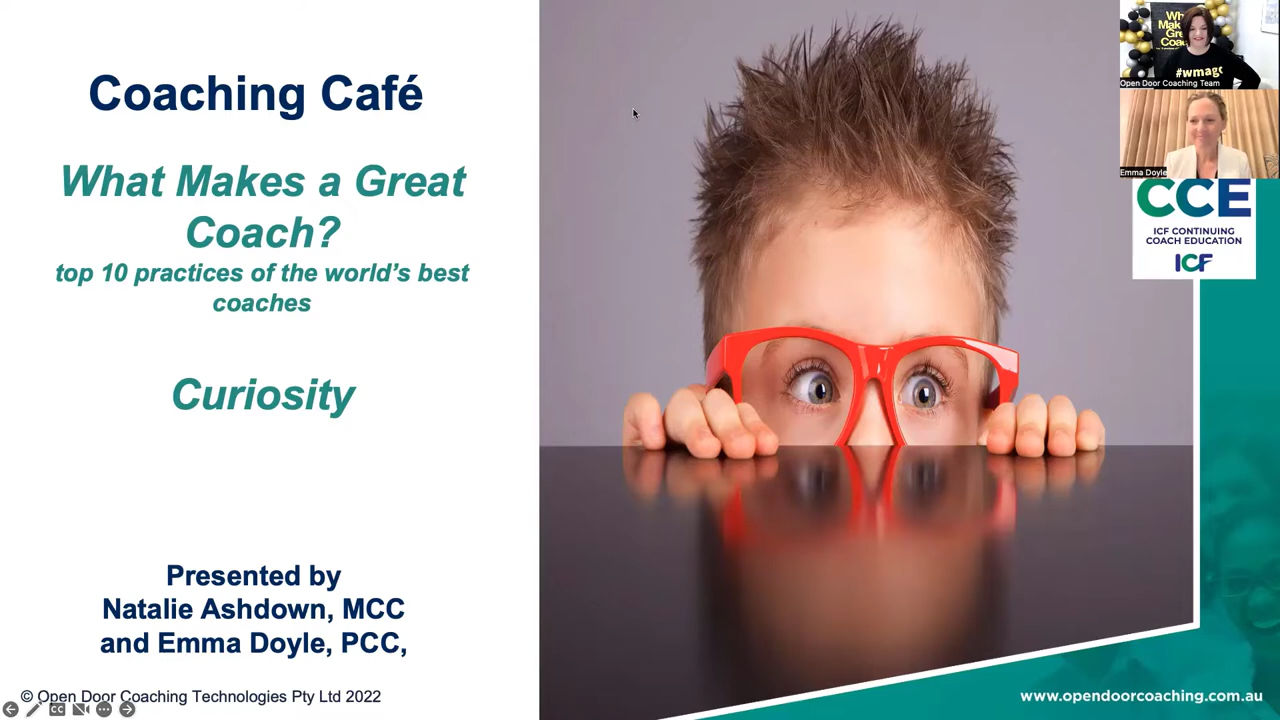 Coaching Café
What Makes a Great
Coach?
top 10 practices of the world's best
coaches
Curiosity
Presented by
Natalie Ashdown, MCC
and Emma Doyle, PCC,
© Open Door Coaching Technologies Pty Ltd 2022
#wmagc
Open Door Coaching Team
Emma Doyle
CCE
ICF CONTINUING
COACH EDUCATION
ICF
www.opendoorcoaching.com.au